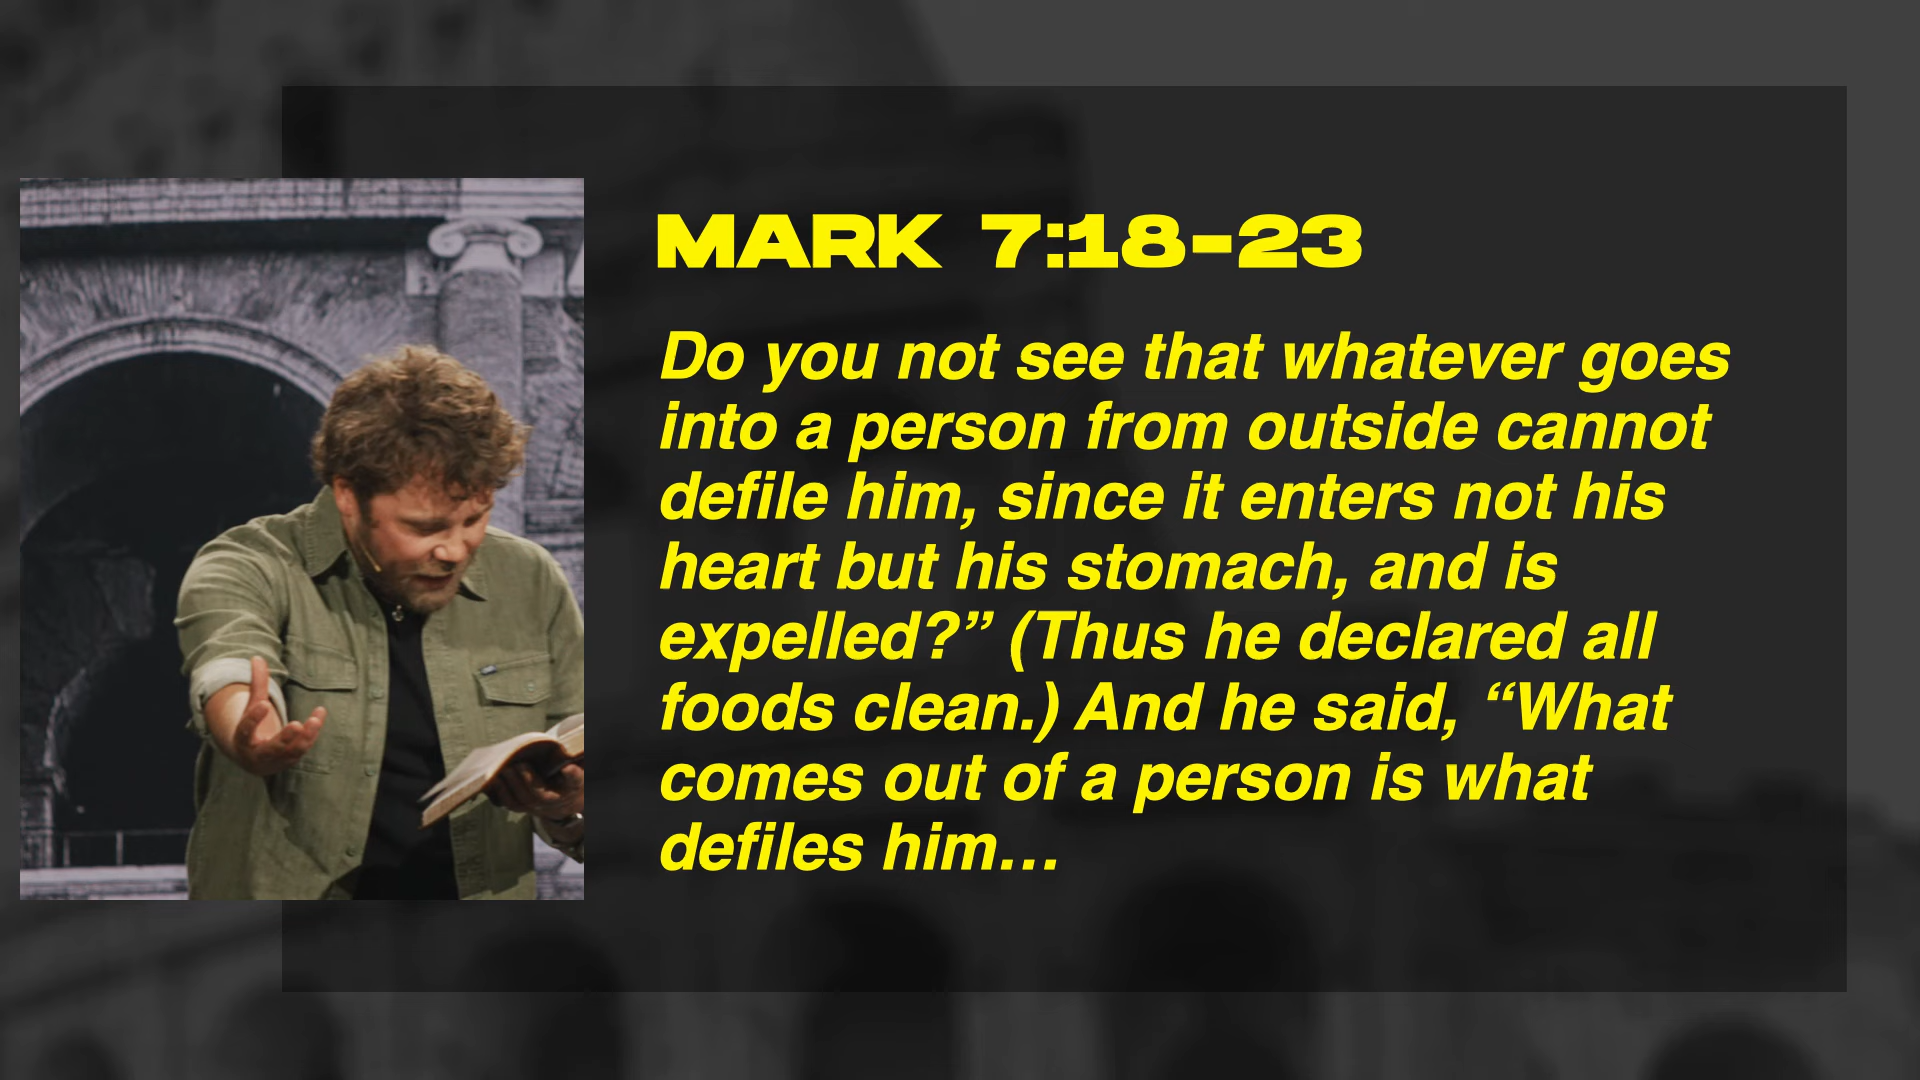 MARK 7:18-23
Do you not see that whatever goes
into a person from outside cannot
defile him, since it enters not his
heart but his stomach, and is
expelled?” (Thus he declared all
foods clean.) And he said, “What
comes out of a person is what
defiles him…